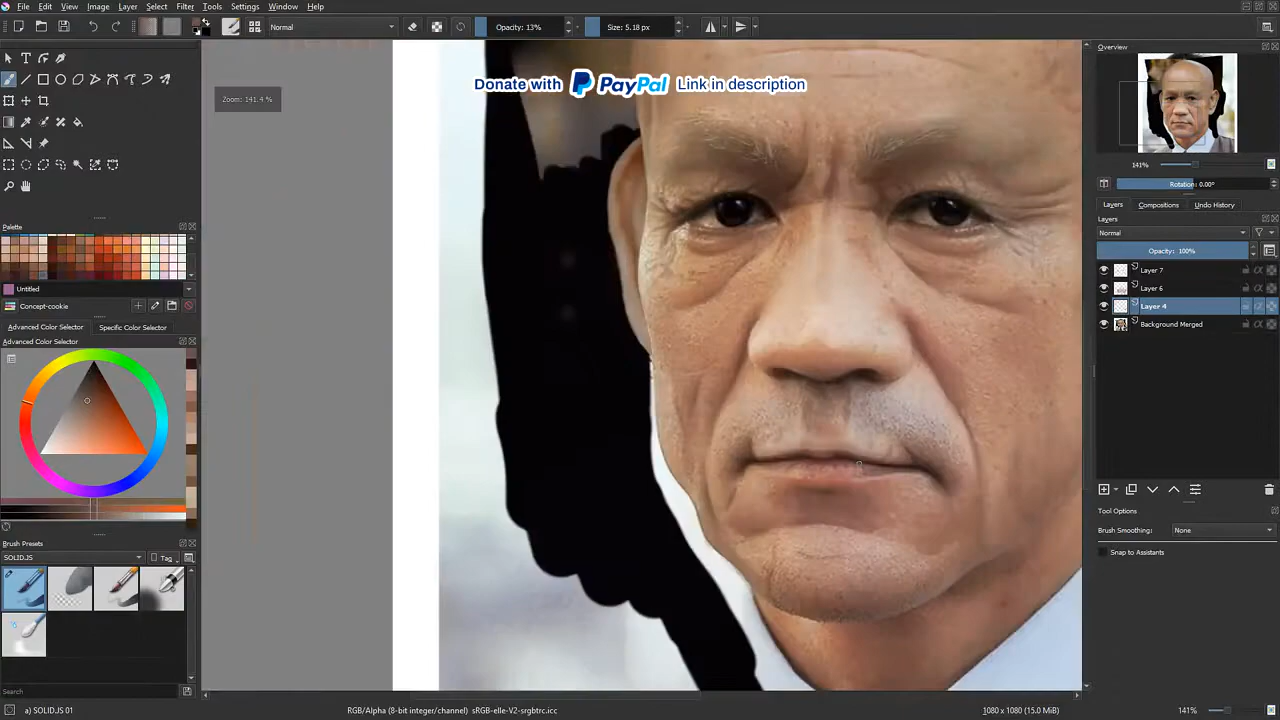 File Edit View Image Layer Select Filter Tools Settings Window Help
Normal
Opacity: 13%
Size: 5.18 px
Zoom: 141.4 %
Donate with PayPal Link in description
Palette
Untitled
Concept-cookie
Advanced Color Selector Specific Color Selector
Advanced Color Selector
Brush Presets
SOLID.JS
Tag
Search
a) SOLID.JS 01
RGB/Alpha (8-bit integer/channel) sRGB-elle-V2-srgbtrc.icc
1080 x 1080 (15.0 MiB)
141%
Overview
141%
Rotation: 0.00°
Layers Compositions Undo History
Layers
Normal
Opacity: 100%
Layer 7
Layer 6
Layer 4
Background Merged
Tool Options
Brush Smoothing: None
Snap to Assistants